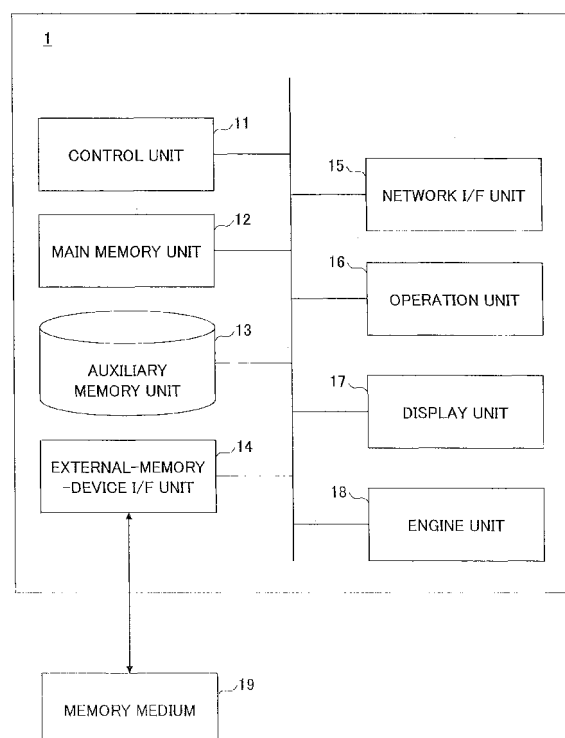 1
11
CONTROL UNIT
12
MAIN MEMORY UNIT
13
AUXILIARY
MEMORY UNIT
14
EXTERNAL-MEMORY
-DEVICE I/F UNIT
15
NETWORK I/F UNIT
16
OPERATION UNIT
17
DISPLAY UNIT
18
ENGINE UNIT
19
MEMORY MEDIUM